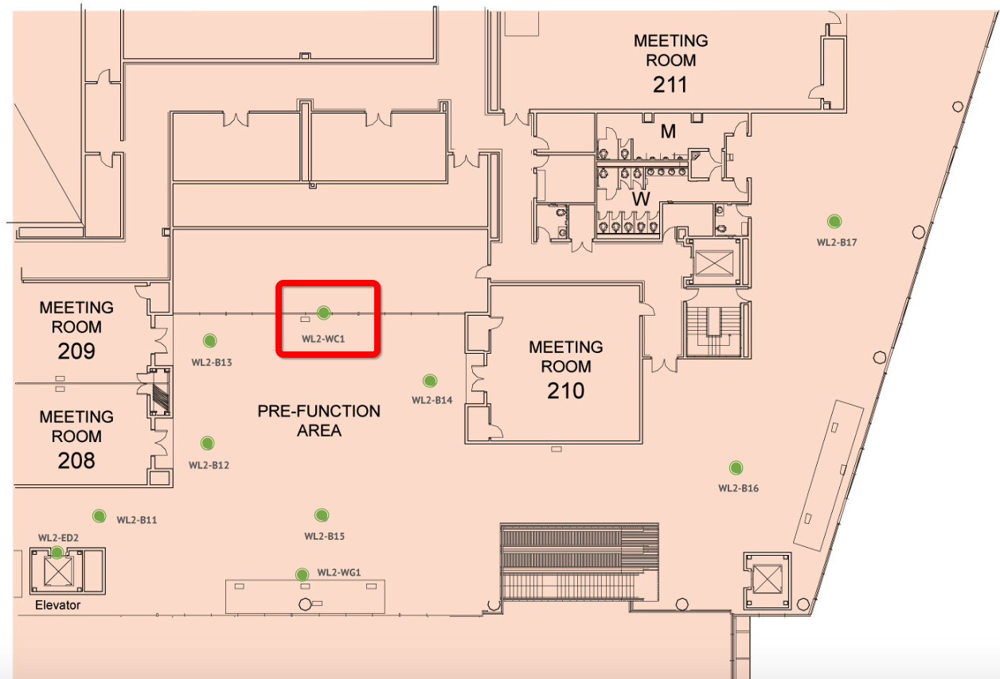 MEETING
ROOM
211
M
W
WL2-B17
MEETING
ROOM
209
WL2-WC1
WL2-B13
MEETING
ROOM
210
WL2-B14
PRE-FUNCTION
AREA
MEETING
ROOM
208
WL2-B12
WL2-B16
WL2-B11
WL2-B15
WL2-ED2
WL2-WG1
Elevator